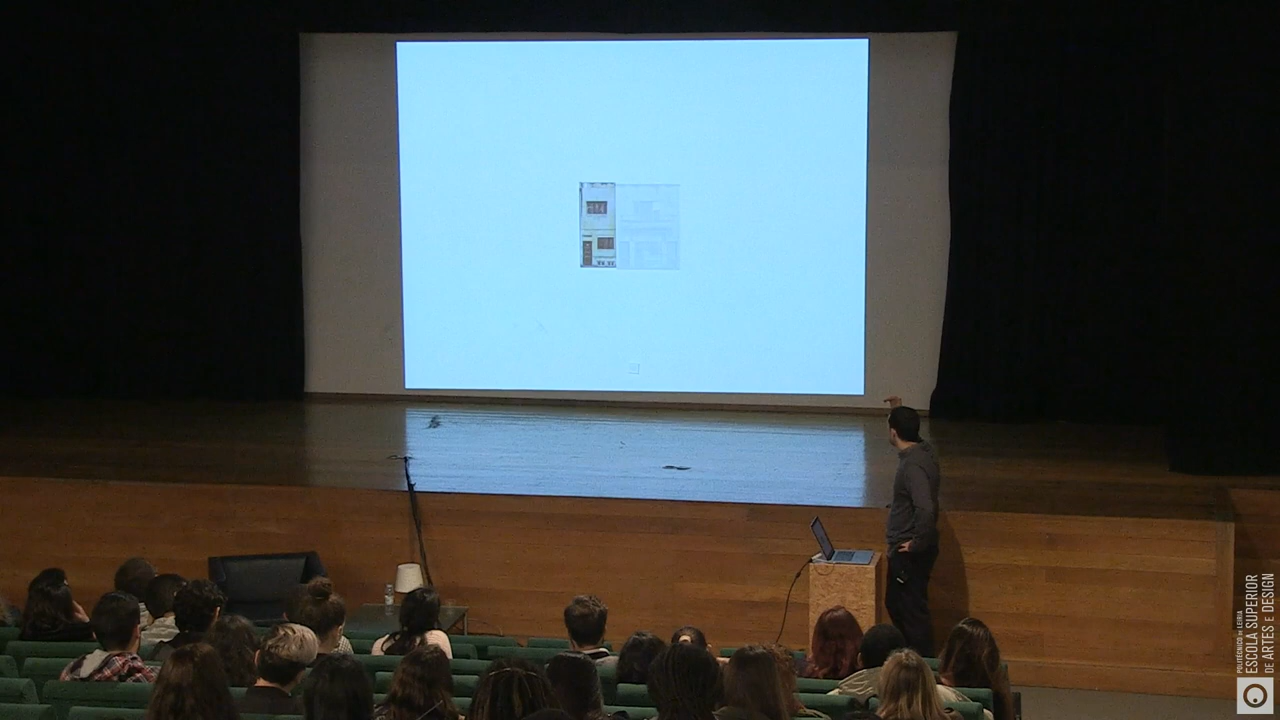 POLITÉCNICO DE LEIRIA
ESCOLA SUPERIOR
DE ARTES E DESIGN